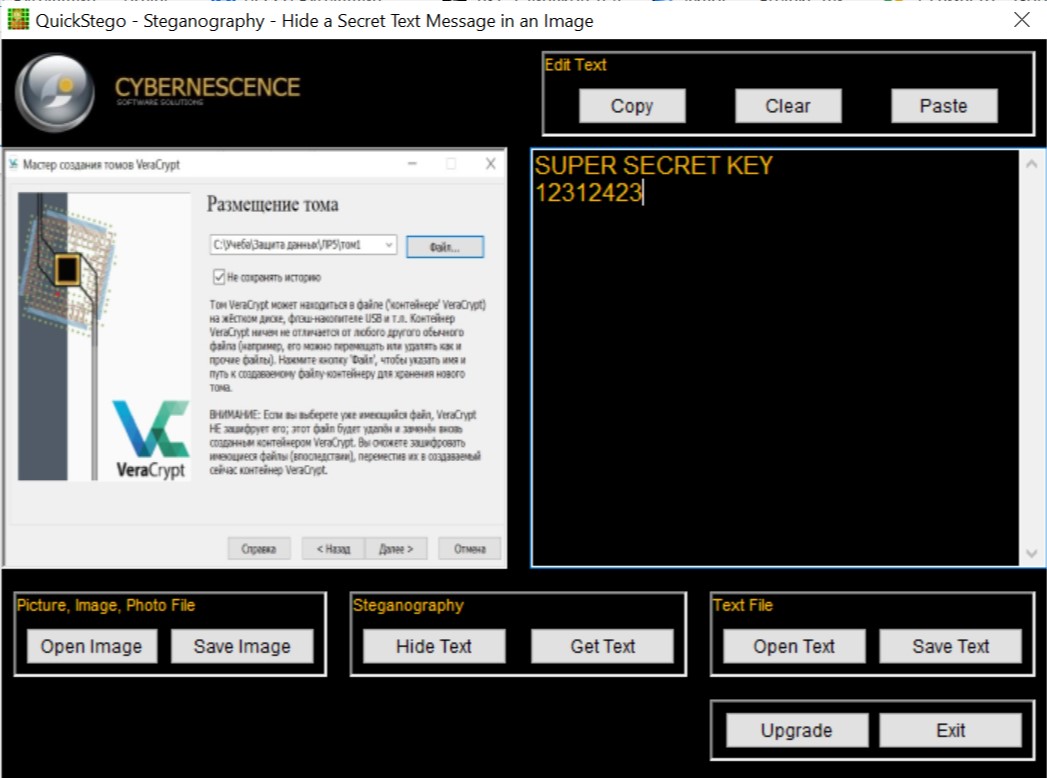 QuickStego - Steganography - Hide a Secret Text Message in an Image
CYBERNESCENCE
SOFTWARE SOLUTIONS
Edit Text
Copy
Clear
Paste
Мастер создания томов VeraCrypt
Размещение тома
C:\Учеба\Защита данных\ЛР5\том1
Файл...
Не сохранять историю
Том VeraCrypt может находиться в файле ('контейнере' VeraCrypt)
на жёстком диске, флэш-накопителе USB и т.п. Контейнер
VeraCrypt ничем не отличается от любого другого обычного
файла (например, его можно перемещать или удалять как и
прочие файлы). Нажмите кнопку 'Файл', чтобы указать имя и
путь к создаваемому файлу-контейнеру для хранения нового
тома.
ВНИМАНИЕ: Если вы выберете уже имеющийся файл, VeraCrypt
НЕ зашифрует его; этот файл будет удалён и заменён вновь
созданным контейнером VeraCrypt. Вы сможете зашифровать
имеющиеся файлы (впоследствии), переместив их в создаваемый
сейчас контейнер VeraCrypt.
VeraCrypt
Справка
< Назад
Далее >
Отмена
SUPER SECRET KEY
12312423
Picture, Image, Photo File
Open Image
Save Image
Steganography
Hide Text
Get Text
Text File
Open Text
Save Text
Upgrade
Exit